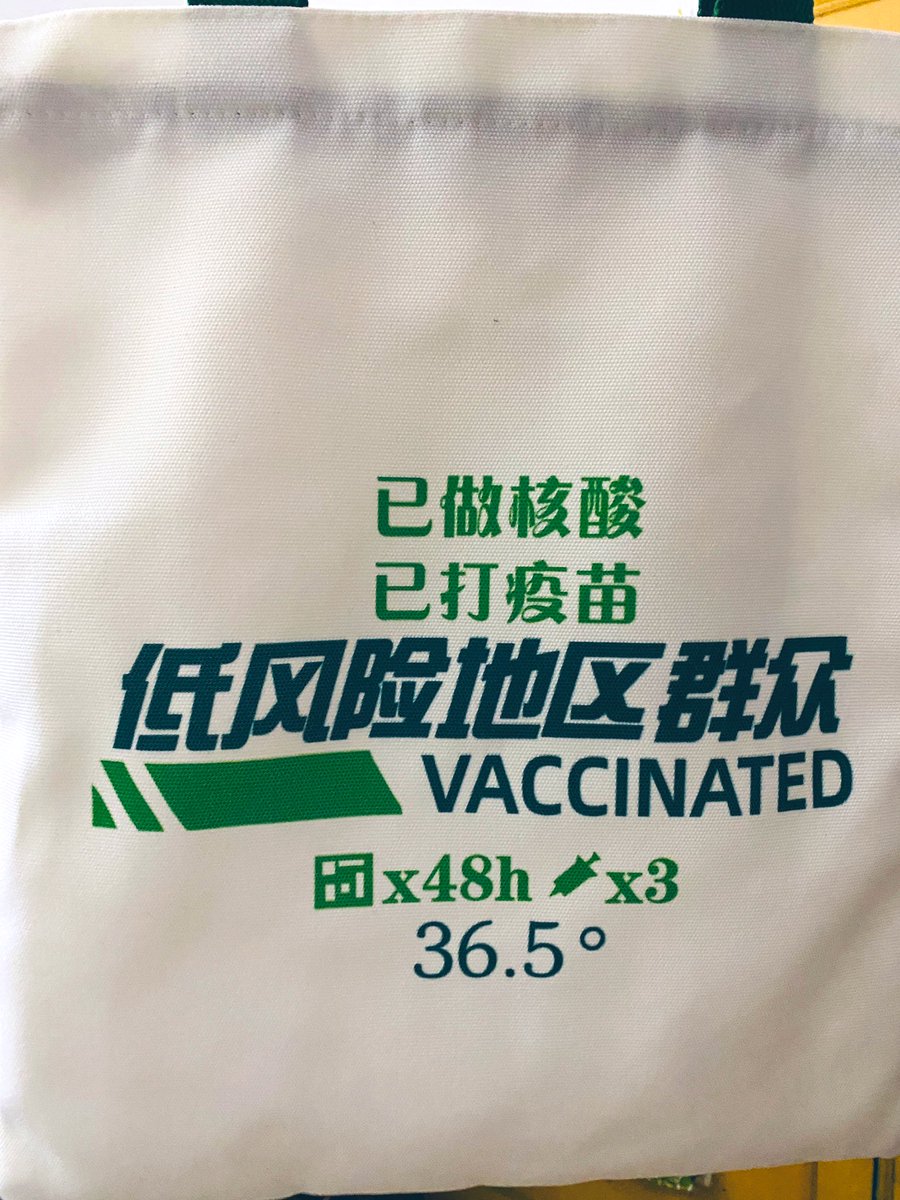 已做核酸
已打疫苗
低风险地区群众
VACCINATED
x48h x3
36.5°